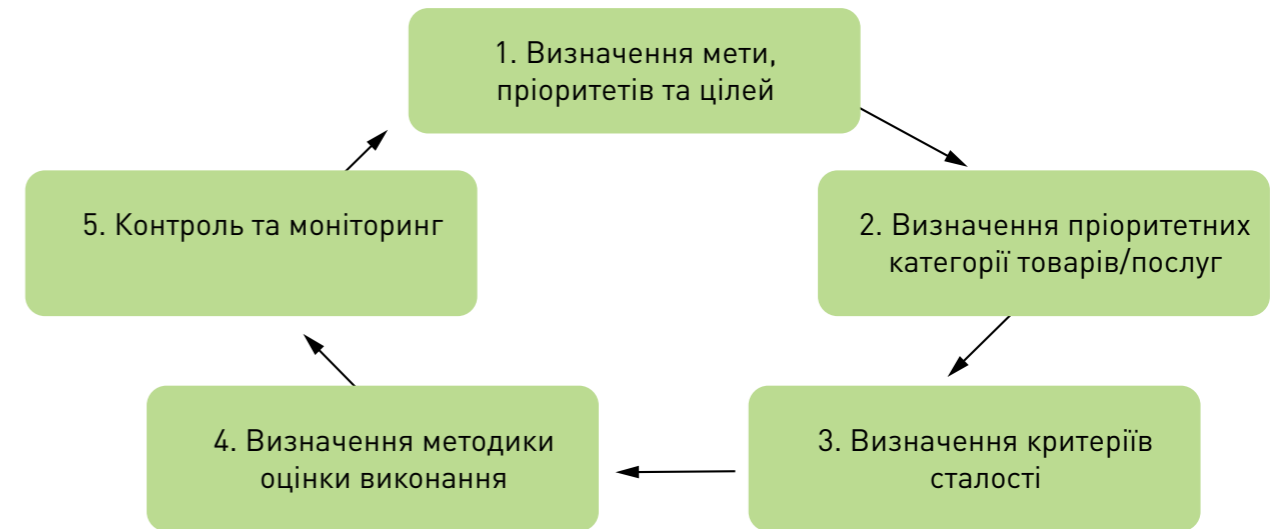 1. Визначення мети,
пріоритетів та цілей
2. Визначення пріоритетних
категорії товарів/послуг
3. Визначення критеріїв
сталості
4. Визначення методики
оцінки виконання
5. Контроль та моніторинг